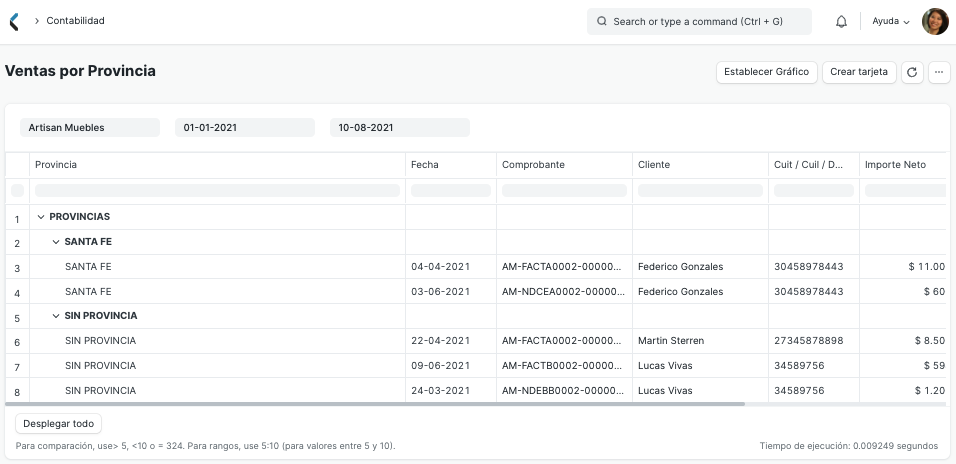 Contabilidad
Search or type a command (Ctrl + G)
Ayuda
Ventas por Provincia
Establecer Gráfico
Crear tarjeta
...
Artisan Muebles
01-01-2021
10-08-2021
Provincia Fecha Comprobante Cliente Cuit / Cuil / D... Importe Neto
1 PROVINCIAS
2 SANTA FE
3 SANTA FE 04-04-2021 AM-FACTA0002-00000... Federico Gonzales 30458978443 $ 11.00
4 SANTA FE 03-06-2021 AM-NDCEA0002-00000... Federico Gonzales 30458978443 $ 60
5 SIN PROVINCIA
6 SIN PROVINCIA 22-04-2021 AM-FACTA0002-00000... Martin Sterren 27345878898 $ 8.50
7 SIN PROVINCIA 09-06-2021 AM-FACTB0002-00000... Lucas Vivas 34589756 $ 59
8 SIN PROVINCIA 24-03-2021 AM-NDEBB0002-00000... Lucas Vivas 34589756 $ 1.20
Desplegar todo
Para comparación, use> 5, <10 o = 324. Para rangos, use 5:10 (para valores entre 5 y 10).
Tiempo de ejecución: 0.009249 segundos